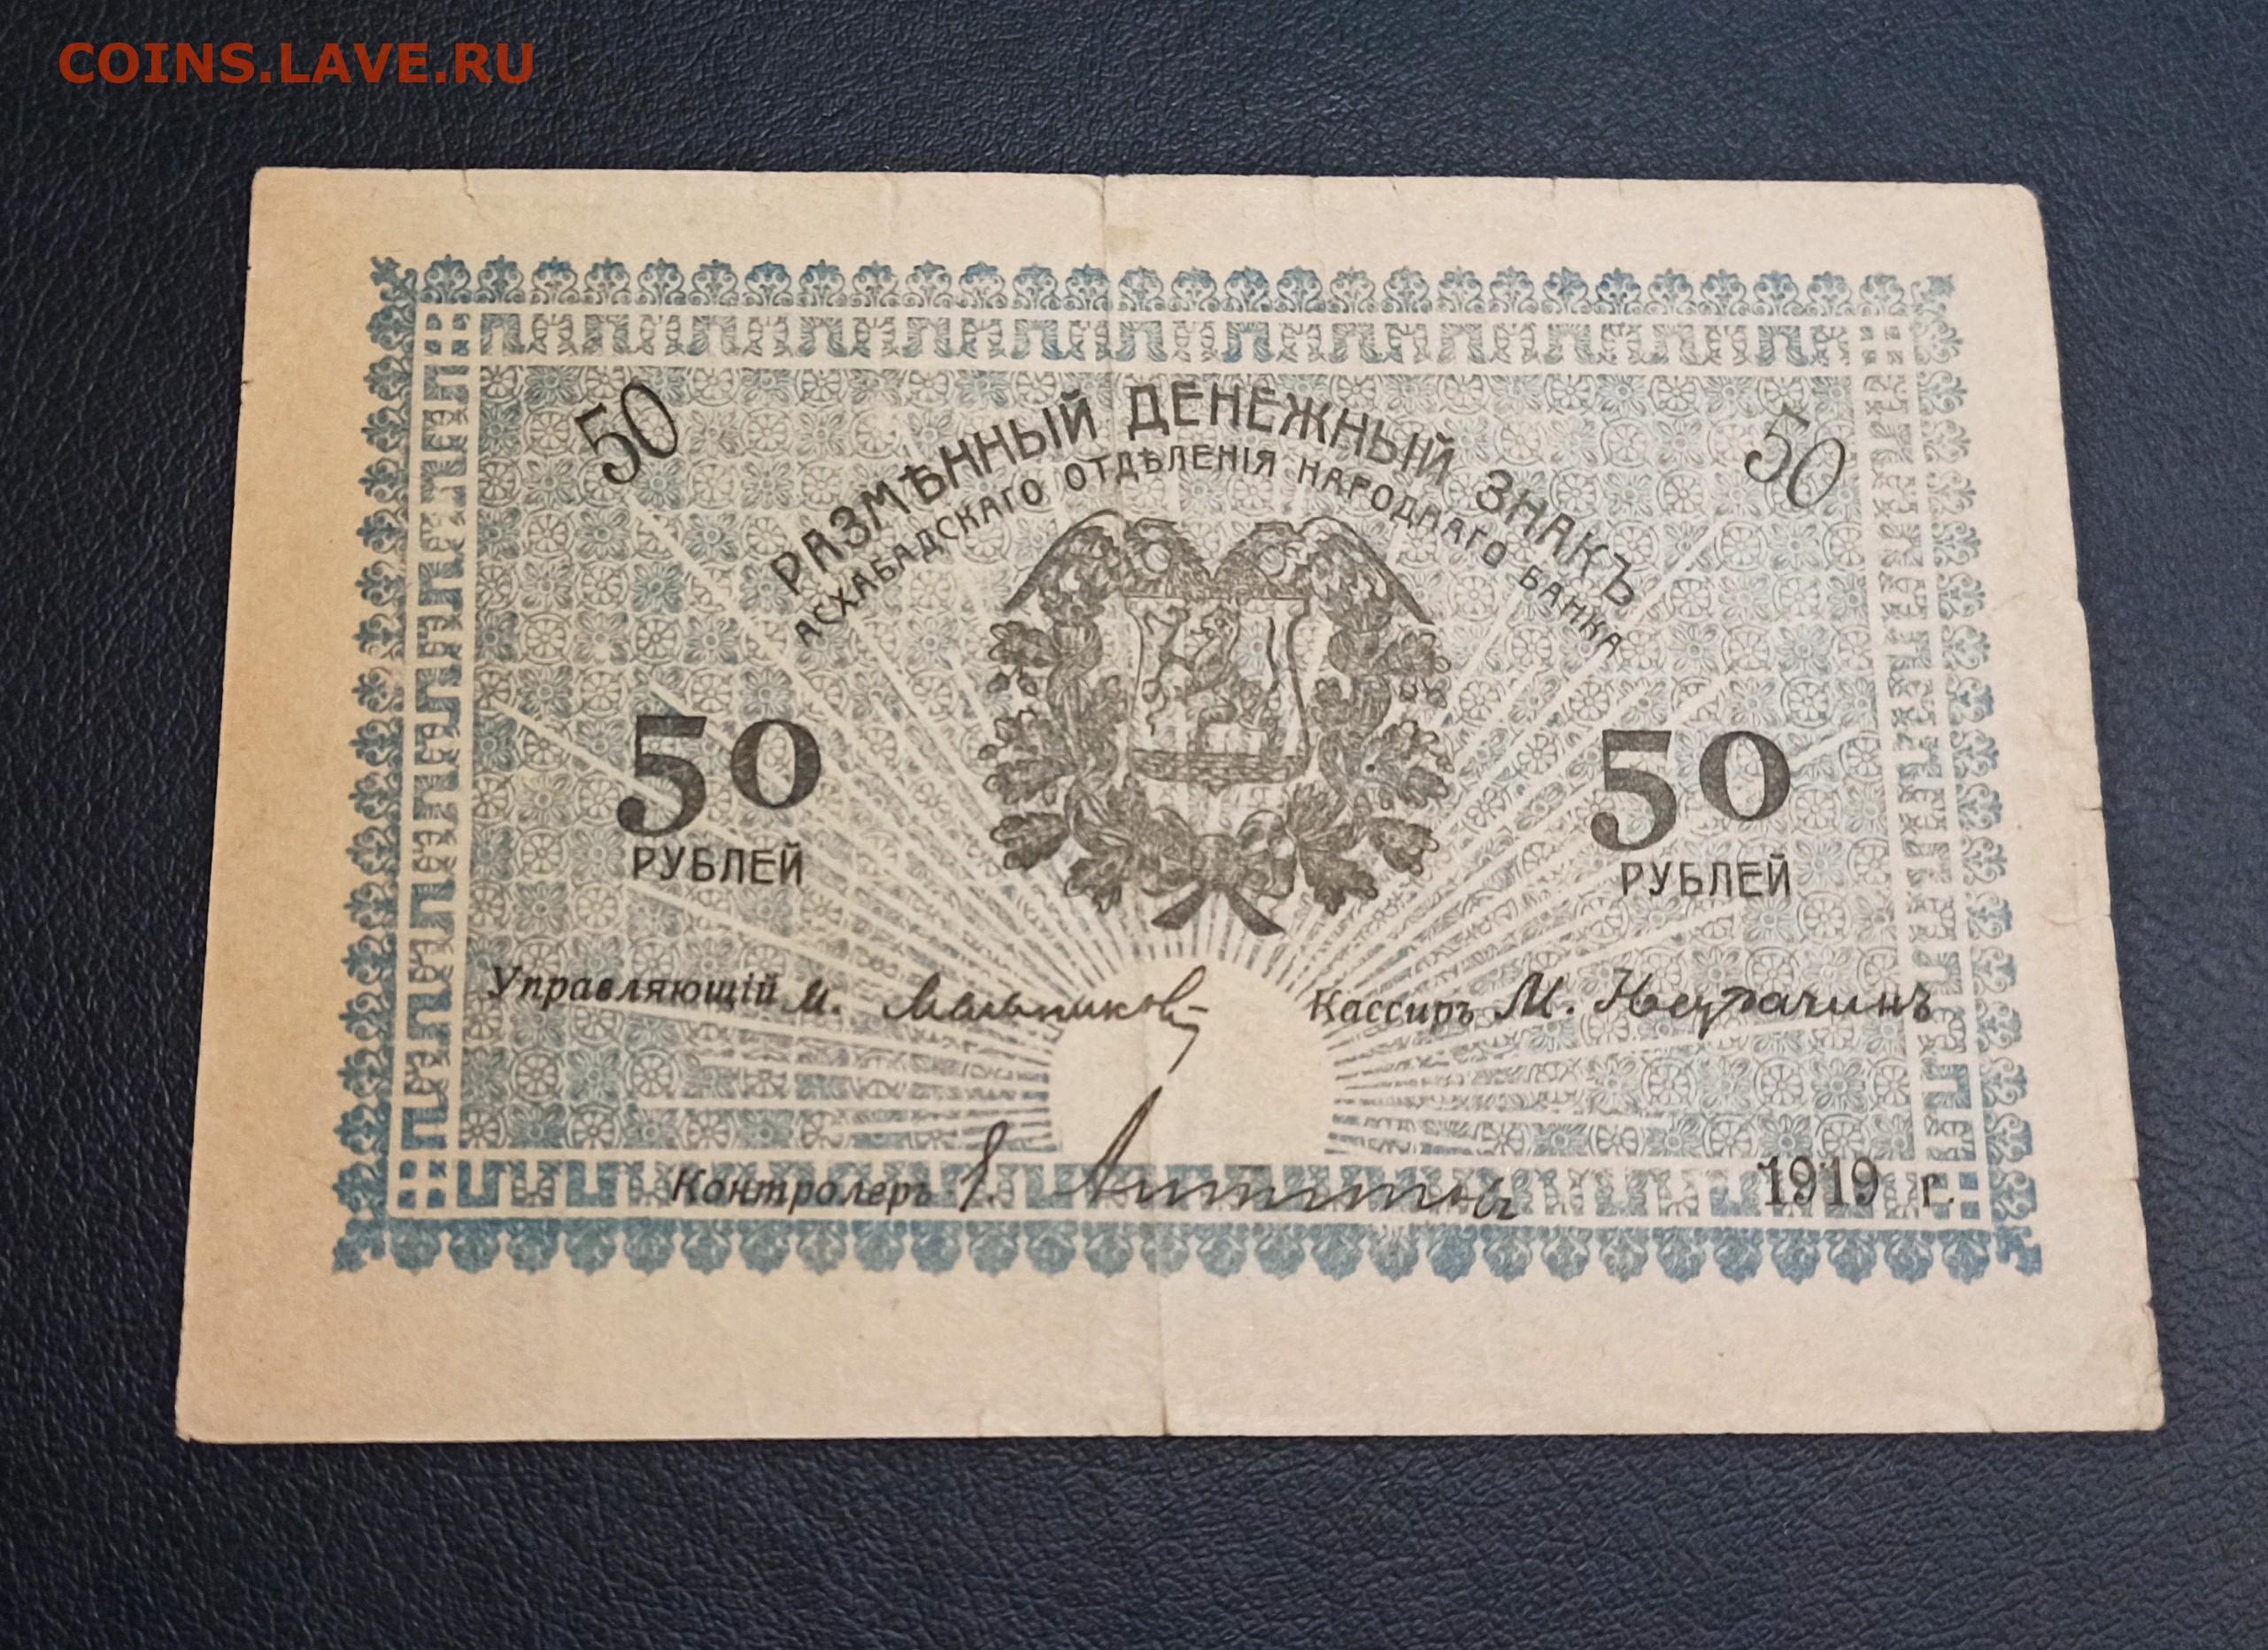 COINS.LAVE.RU
50
50
РАЗМѢННЫЙ ДЕНЕЖНЫЙ ЗНАКЪ
АСХАБАДСКАГО ОТДѢЛЕНІЯ НАРОДНАГО БАНКА
50
50
РУБЛЕЙ
РУБЛЕЙ
Управляющій М.
Кассиръ М.
Контролеръ
1919 г.